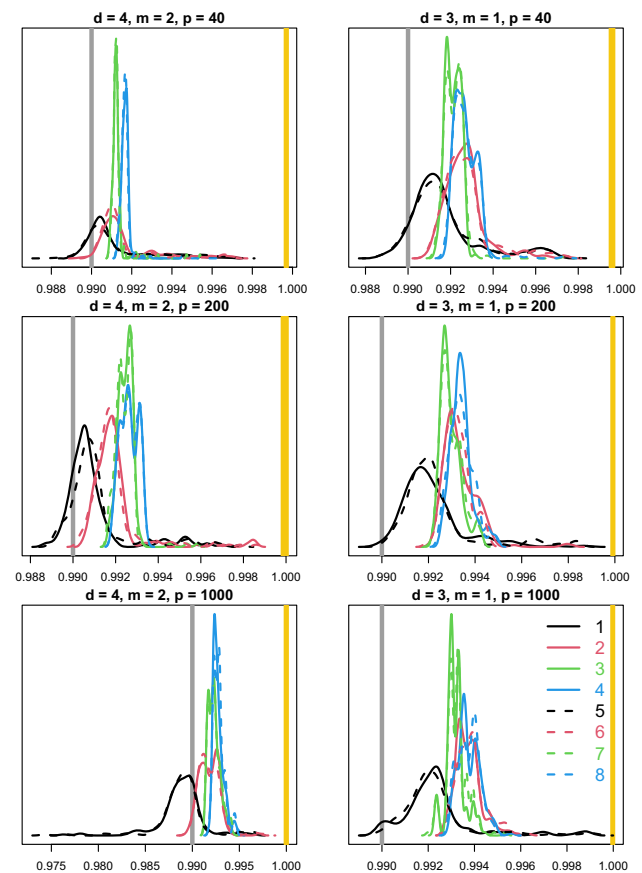 d = 4, m = 2, p = 40
d = 3, m = 1, p = 40
0.988 0.990 0.992 0.994 0.996 0.998 1.000
0.988 0.990 0.992 0.994 0.996 0.998 1.000
d = 4, m = 2, p = 200
d = 3, m = 1, p = 200
0.988 0.990 0.992 0.994 0.996 0.998 1.000
0.990 0.992 0.994 0.996 0.998 1.000
d = 4, m = 2, p = 1000
d = 3, m = 1, p = 1000
1
2
3
4
5
6
7
8
0.975 0.980 0.985 0.990 0.995 1.000
0.990 0.992 0.994 0.996 0.998 1.000